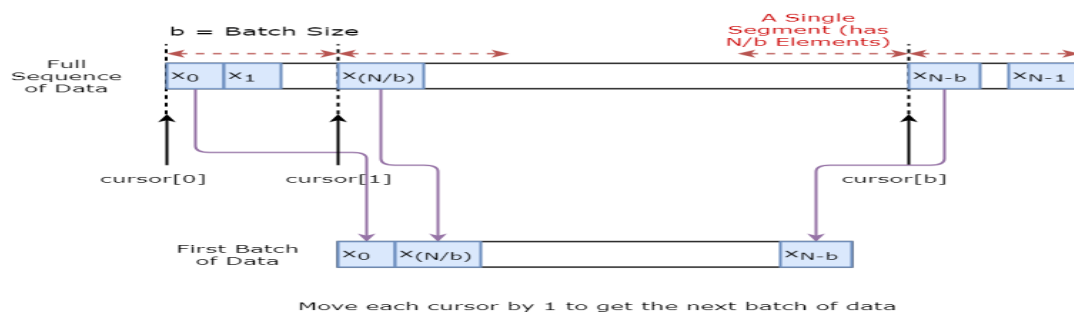 A Single
Segment (has
N/b Elements)
b = Batch Size
Full
Sequence
of Data
x0 x1 x(N/b) xN-b xN-1
cursor[0] cursor[1] cursor[b]
First Batch
of Data
x0 x(N/b) xN-b
Move each cursor by 1 to get the next batch of data